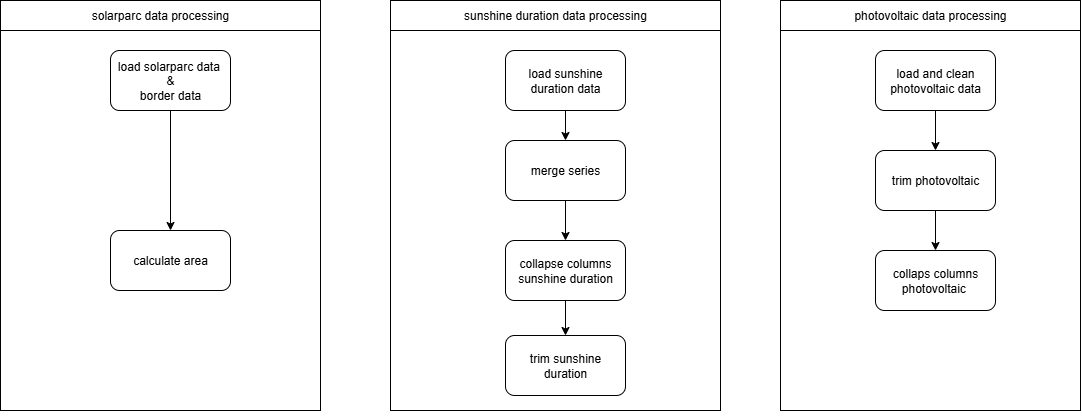 solarparc data processing
load solarparc data
&
border data
calculate area
sunshine duration data processing
load sunshine
duration data
merge series
collapse columns
sunshine duration
trim sunshine
duration
photovoltaic data processing
load and clean
photovoltaic data
trim photovoltaic
collaps columns
photovoltaic